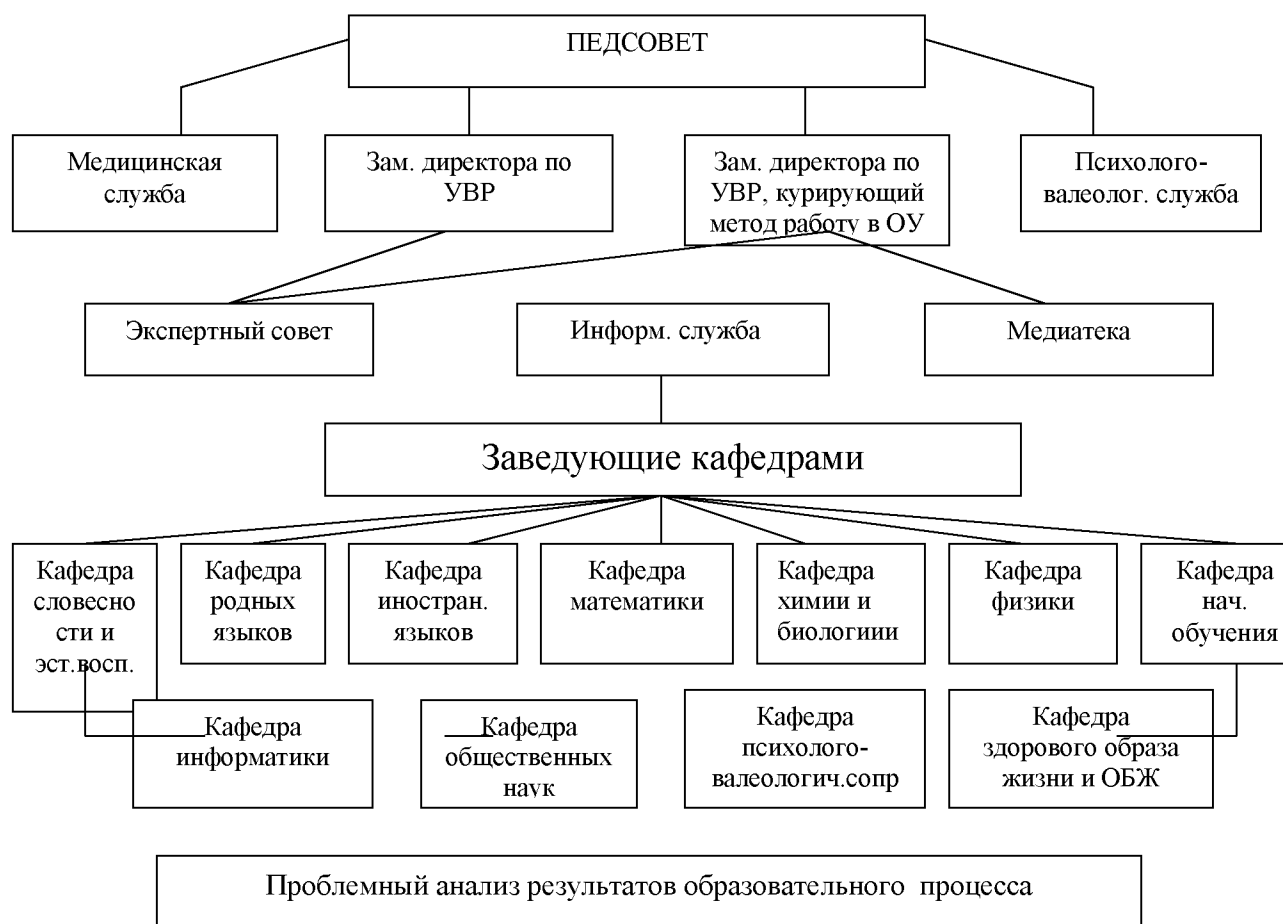 ПЕДСОВЕТ
Медицинская
служба
Зам. директора по
УВР
Зам. директора по
УВР, курирующий
метод работу в ОУ
Психолого-
валеолог. служба
Экспертный совет
Информ. служба
Медиатека
Заведующие кафедрами
Кафедра
словесно
сти и
эст.восп.
Кафедра
родных
языков
Кафедра
иностран.
языков
Кафедра
математики
Кафедра
химии и
биологиии
Кафедра
физики
Кафедра
нач.
обучения
Кафедра
информатики
Кафедра
общественных
наук
Кафедра
психолого-
валеологич.сопр
Кафедра
здорового образа
жизни и ОБЖ
Проблемный анализ результатов образовательного процесса